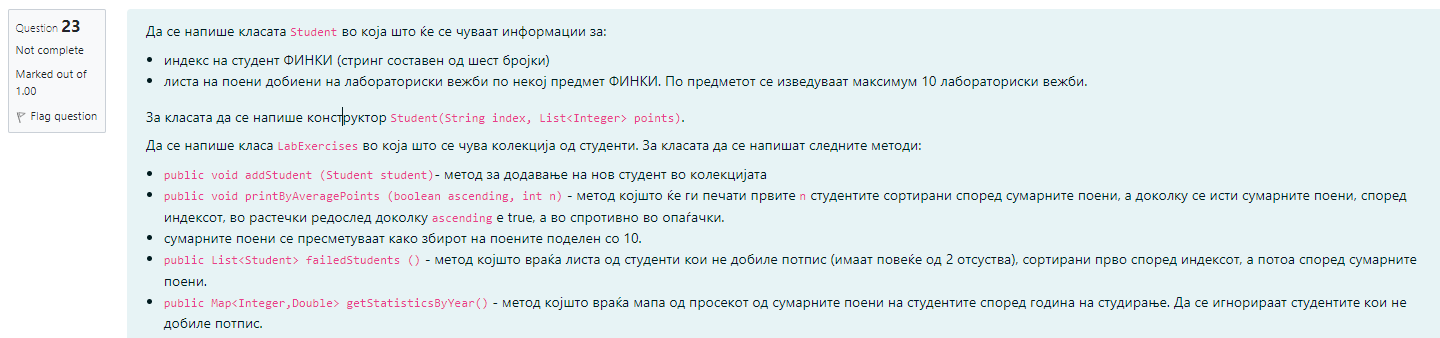 Question 23
Not complete
Marked out of
1.00
Flag question
Да се напише класата Student во која што ќе се чуваат информации за:
индекс на студент ФИНКИ (стринг составен од шест бројки)
листа на поени добиени на лабораториски вежби по некој предмет ФИНКИ. По предметот се изведуваат максимум 10 лабораториски вежби.
За класата да се напише конструктор Student(String index, List<Integer> points).
Да се напише класа LabExercises во која што се чува колекција од студенти. За класата да се напишат следните методи:
public void addStudent (Student student)- метод за додавање на нов студент во колекцијата
public void printByAveragePoints (boolean ascending, int n) - метод којшто ќе ги печати првите n студентите сортирани според сумарните поени, а доколку се исти сумарните поени, според
индексот, во растечки редослед доколку ascending е true, а во спротивно во опаѓачки.
сумарните поени се пресметуваат како збирот на поените поделен со 10.
public List<Student> failedStudents () - метод којшто враќа листа од студенти кои не добиле потпис (имаат повеќе од 2 отсуства), сортирани прво според индексот, а потоа според сумарните
поени.
public Map<Integer,Double> getStatisticsByYear() - метод којшто враќа мапа од просекот од сумарните поени на студентите според година на студирање. Да се игнорираат студентите кои не
добиле потпис.